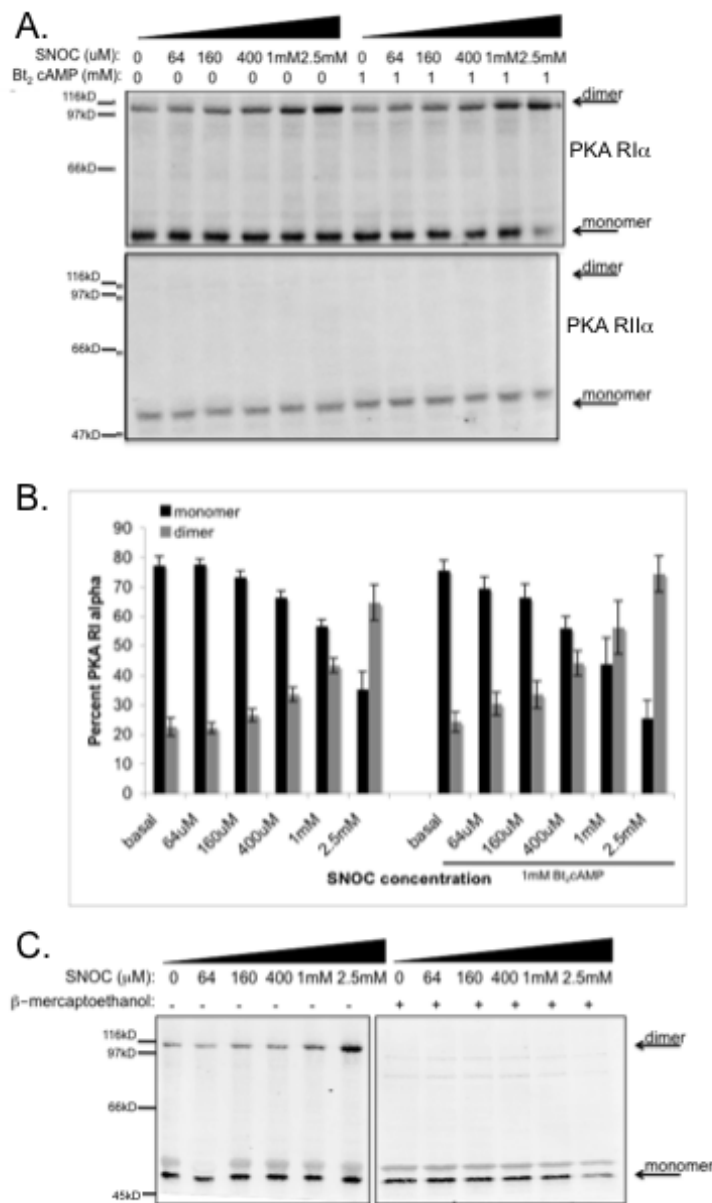 A.
SNOC (uM): 0 64 160 400 1mM 2.5mM 0 64 160 400 1mM 2.5mM
Bt₂ cAMP (mM): 0 0 0 0 0 0 1 1 1 1 1 1
116kD
97kD
66kD
dimer
PKA RIα
monomer
116kD
97kD
66kD
47kD
dimer
PKA RIIα
monomer
B.
monomer
dimer
Percent PKA RI alpha
90
80
70
60
50
40
30
20
10
0
basal 64uM 160uM 400uM 1mM 2.5mM basal 64uM 160uM 400uM 1mM 2.5mM
SNOC concentration
1mM Bt₂cAMP
C.
SNOC (μM): 0 64 160 400 1mM 2.5mM 0 64 160 400 1mM 2.5mM
β-mercaptoethanol: - - - - - - + + + + + +
116kD
97kD
66kD
45kD
dimer
monomer